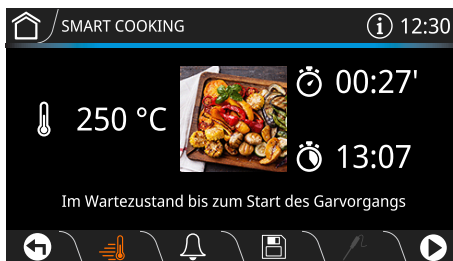 SMART COOKING
12:30
250 °C
00:27'
13:07
Im Wartezustand bis zum Start des Garvorgangs